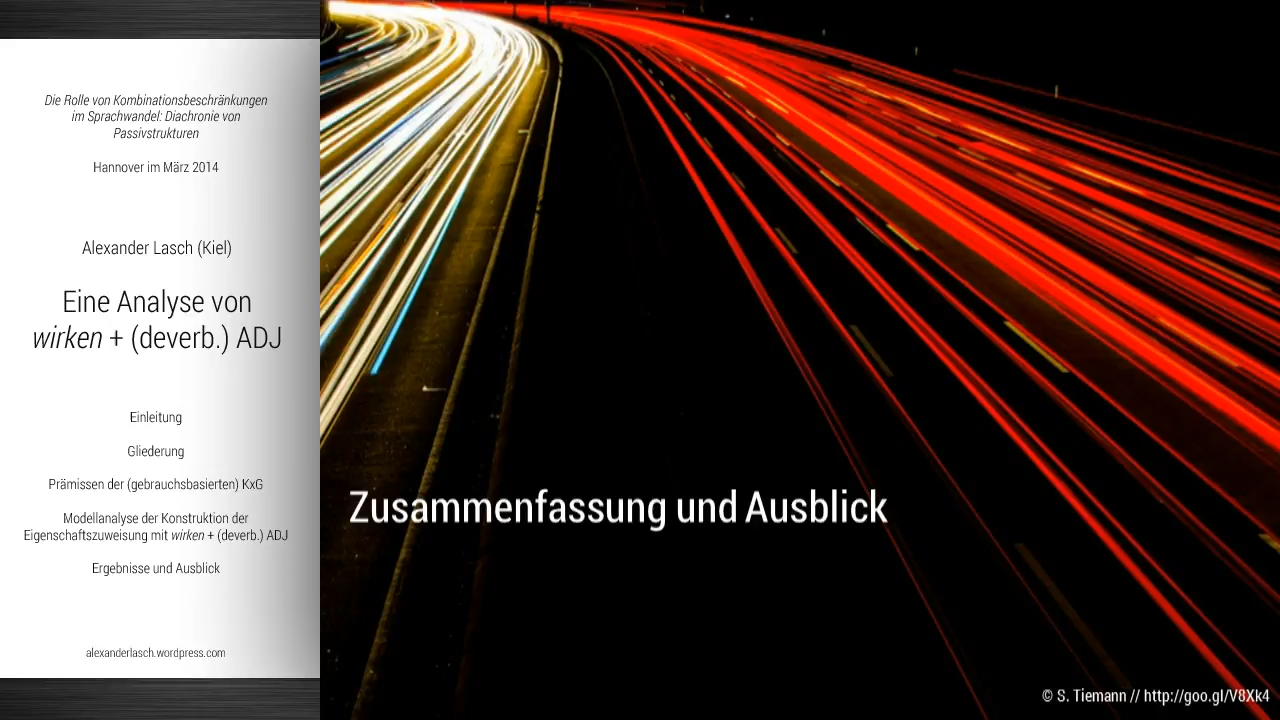 Die Rolle von Kombinationsbeschränkungen
im Sprachwandel: Diachronie von
Passivstrukturen
Hannover im März 2014
Alexander Lasch (Kiel)
Eine Analyse von
wirken + (deverb.) ADJ
Einleitung
Gliederung
Prämissen der (gebrauchsbasierten) KxG
Modellanalyse der Konstruktion der
Eigenschaftszuweisung mit wirken + (deverb.) ADJ
Ergebnisse und Ausblick
alexanderlasch.wordpress.com
Zusammenfassung und Ausblick
© S. Tiemann // http://goo.gl/V8Xk4